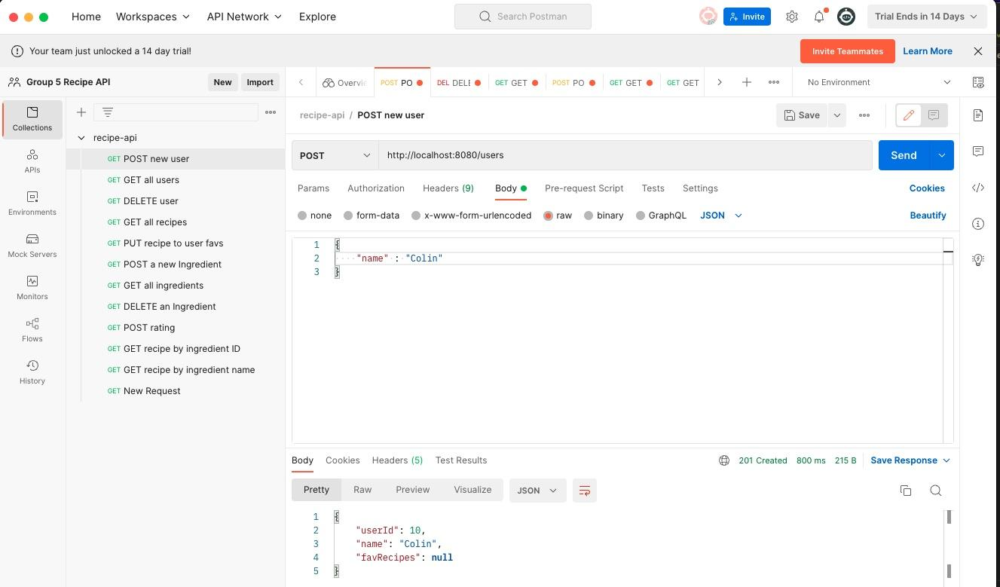 Home Workspaces API Network Explore Search Postman Invite Trial Ends in 14 Days
Your team just unlocked a 14 day trial! Invite Teammates Learn More
Group 5 Recipe API New Import Overvi POST PO DEL DELE GET GET POST PO GET GET GET GET No Environment
recipe-api / POST new user Save
Collections
APIs
Environments
Mock Servers
Monitors
Flows
History
recipe-api
GET POST new user
GET GET all users
GET DELETE user
GET GET all recipes
GET PUT recipe to user favs
GET POST a new Ingredient
GET GET all ingredients
GET DELETE an Ingredient
GET POST rating
GET GET recipe by ingredient ID
GET GET recipe by ingredient name
GET New Request
POST http://localhost:8080/users Send
Params Authorization Headers (9) Body Pre-request Script Tests Settings Cookies
none form-data x-www-form-urlencoded raw binary GraphQL JSON Beautify
1 {
2 "name" : "Colin"
3 }
Body Cookies Headers (5) Test Results 201 Created 800 ms 215 B Save Response
Pretty Raw Preview Visualize JSON
1 {
2 "userId": 10,
3 "name": "Colin",
4 "favRecipes": null
5 }